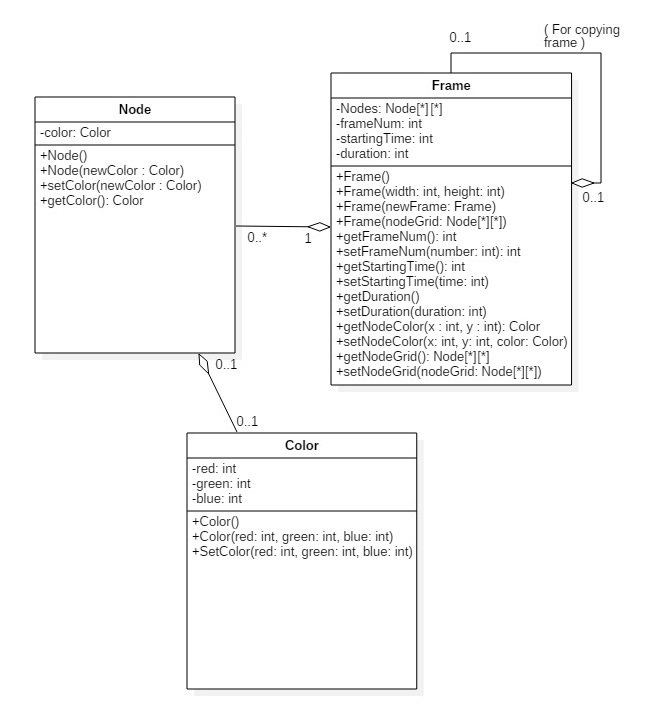 0..1
( For copying
frame )
Node
-color: Color
+Node()
+Node(newColor : Color)
+setColor(newColor : Color)
+getColor(): Color
Frame
-Nodes: Node[*][*]
-frameNum: int
-startingTime: int
-duration: int
+Frame()
+Frame(width: int, height: int)
+Frame(newFrame: Frame)
+Frame(nodeGrid: Node[*][*])
+getFrameNum(): int
+setFrameNum(number: int): int
+getStartingTime(): int
+setStartingTime(time: int)
+getDuration()
+setDuration(duration: int)
+getNodeColor(x : int, y : int): Color
+setNodeColor(x: int, y: int, color: Color)
+getNodeGrid(): Node[*][*]
+setNodeGrid(nodeGrid: Node[*][*])
0..1
0..*
1
0..1
0..1
Color
-red: int
-green: int
-blue: int
+Color()
+Color(red: int, green: int, blue: int)
+SetColor(red: int, green: int, blue: int)